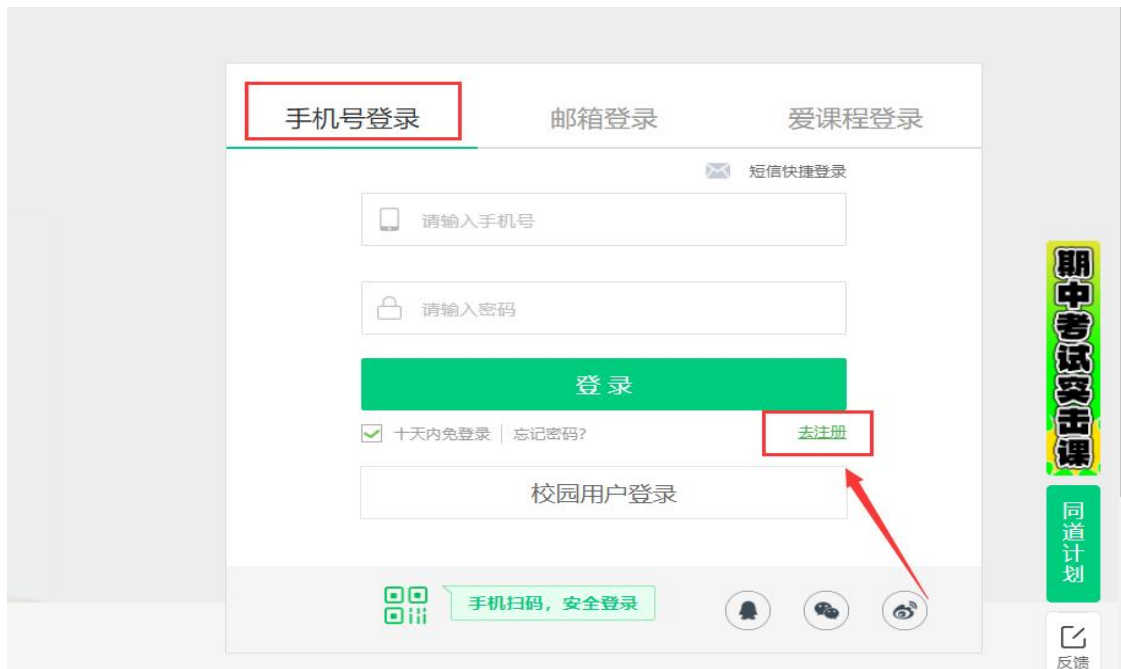 手机号登录
邮箱登录
爱课程登录
短信快捷登录
请输入手机号
请输入密码
登录
十天内免登录 | 忘记密码?
去注册
校园用户登录
手机扫码，安全登录
期中考试突击课
同道计划
反馈